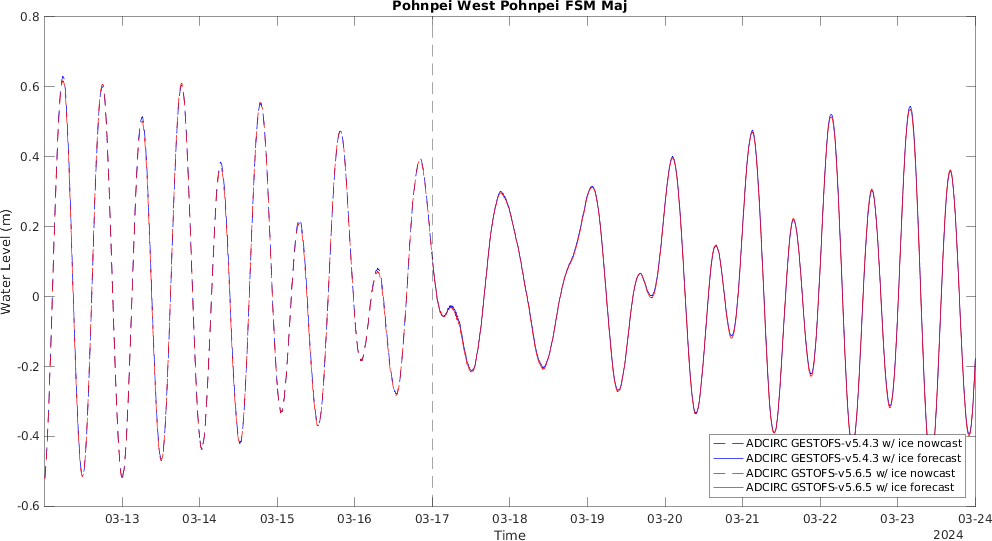 Pohnpei West Pohnpei FSM Maj
Water Level (m)
0.8
0.6
0.4
0.2
0
-0.2
-0.4
-0.6
ADCIRC GESTOFS-v5.4.3 w/ ice nowcast
ADCIRC GESTOFS-v5.4.3 w/ ice forecast
ADCIRC GSTOFS-v5.6.5 w/ ice nowcast
ADCIRC GSTOFS-v5.6.5 w/ ice forecast
03-13 03-14 03-15 03-16 03-17 03-18 03-19 03-20 03-21 03-22 03-23 03-24
Time
2024